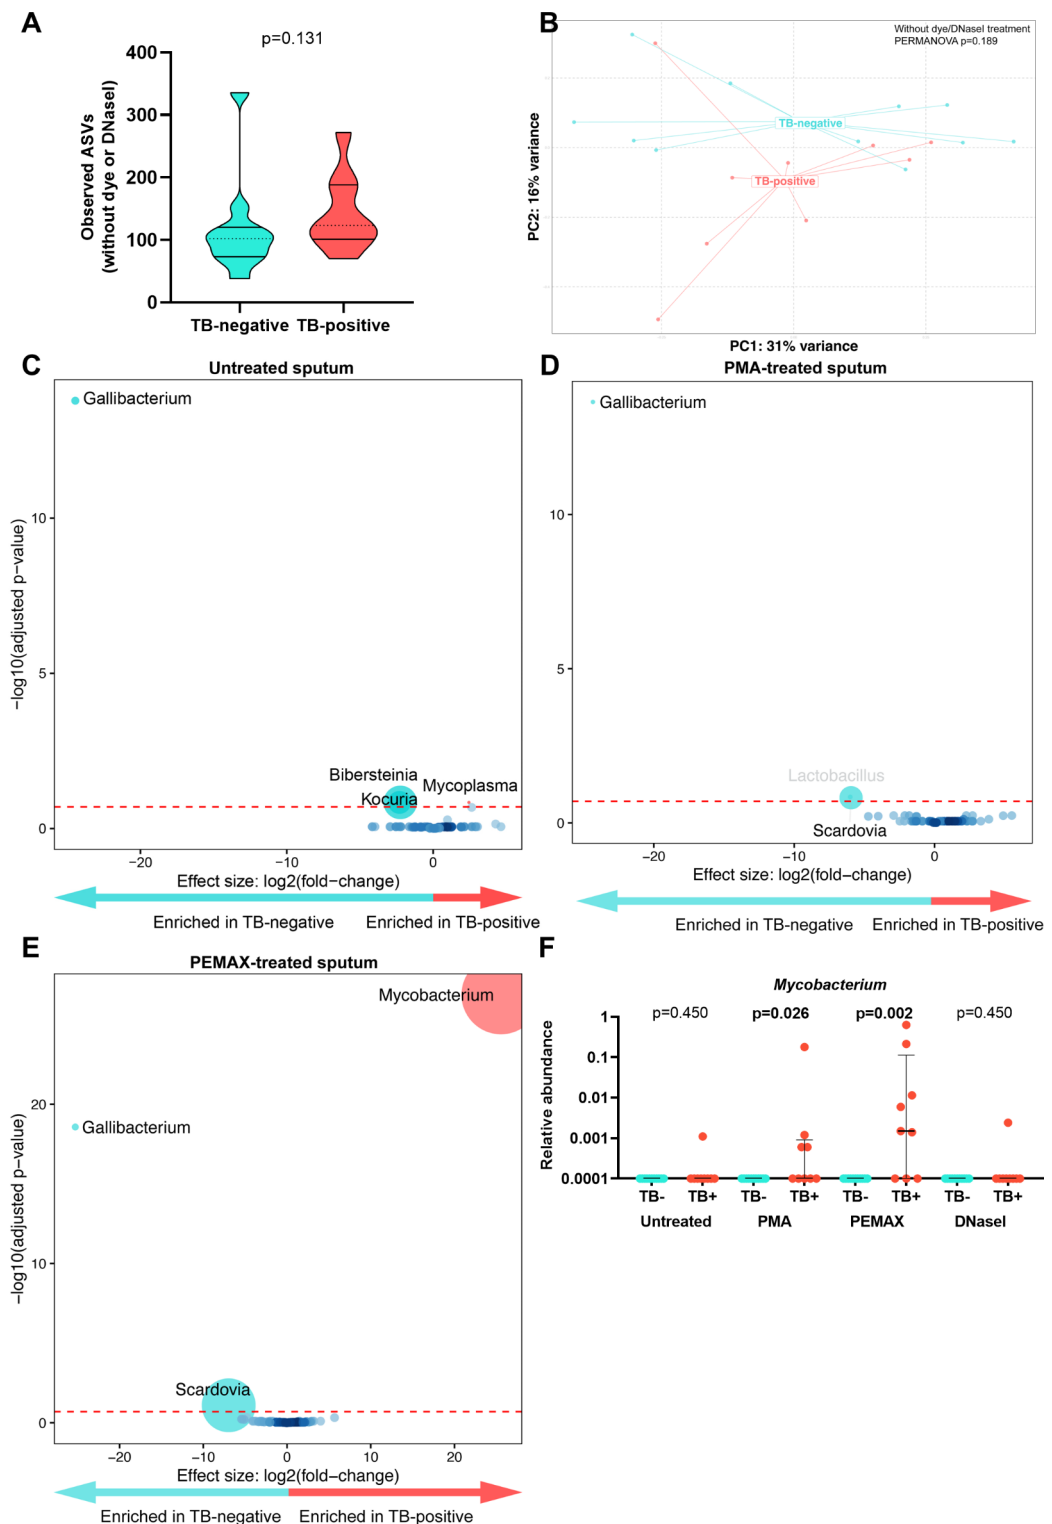 A
p=0.131
400
300
200
100
0
Observed ASVs
(without dye or DNaseI)
TB-negative TB-positive
B
Without dye/DNaseI treatment
PERMANOVA p=0.189
TB-negative
TB-positive
PC2: 16% variance
PC1: 31% variance
C
Untreated sputum
Gallibacterium
10
5
0
−log10(adjusted p−value)
Bibersteinia
Mycoplasma
Kocuria
−20
−10
0
Effect size: log2(fold−change)
Enriched in TB-negative
Enriched in TB-positive
D
PMA-treated sputum
Gallibacterium
10
5
0
Lactobacillus
Scardovia
−20
−10
0
Effect size: log2(fold−change)
Enriched in TB-negative
Enriched in TB-positive
E
PEMAX-treated sputum
Mycobacterium
20
Gallibacterium
10
−log10(adjusted p−value)
Scardovia
0
−20
−10
0
10
20
Effect size: log2(fold−change)
Enriched in TB-negative
Enriched in TB-positive
F
Mycobacterium
p=0.450
p=0.026
p=0.002
p=0.450
1
0.1
0.01
0.001
0.0001
Relative abundance
TB- TB+ TB- TB+ TB- TB+ TB- TB+
Untreated PMA PEMAX DNaseI